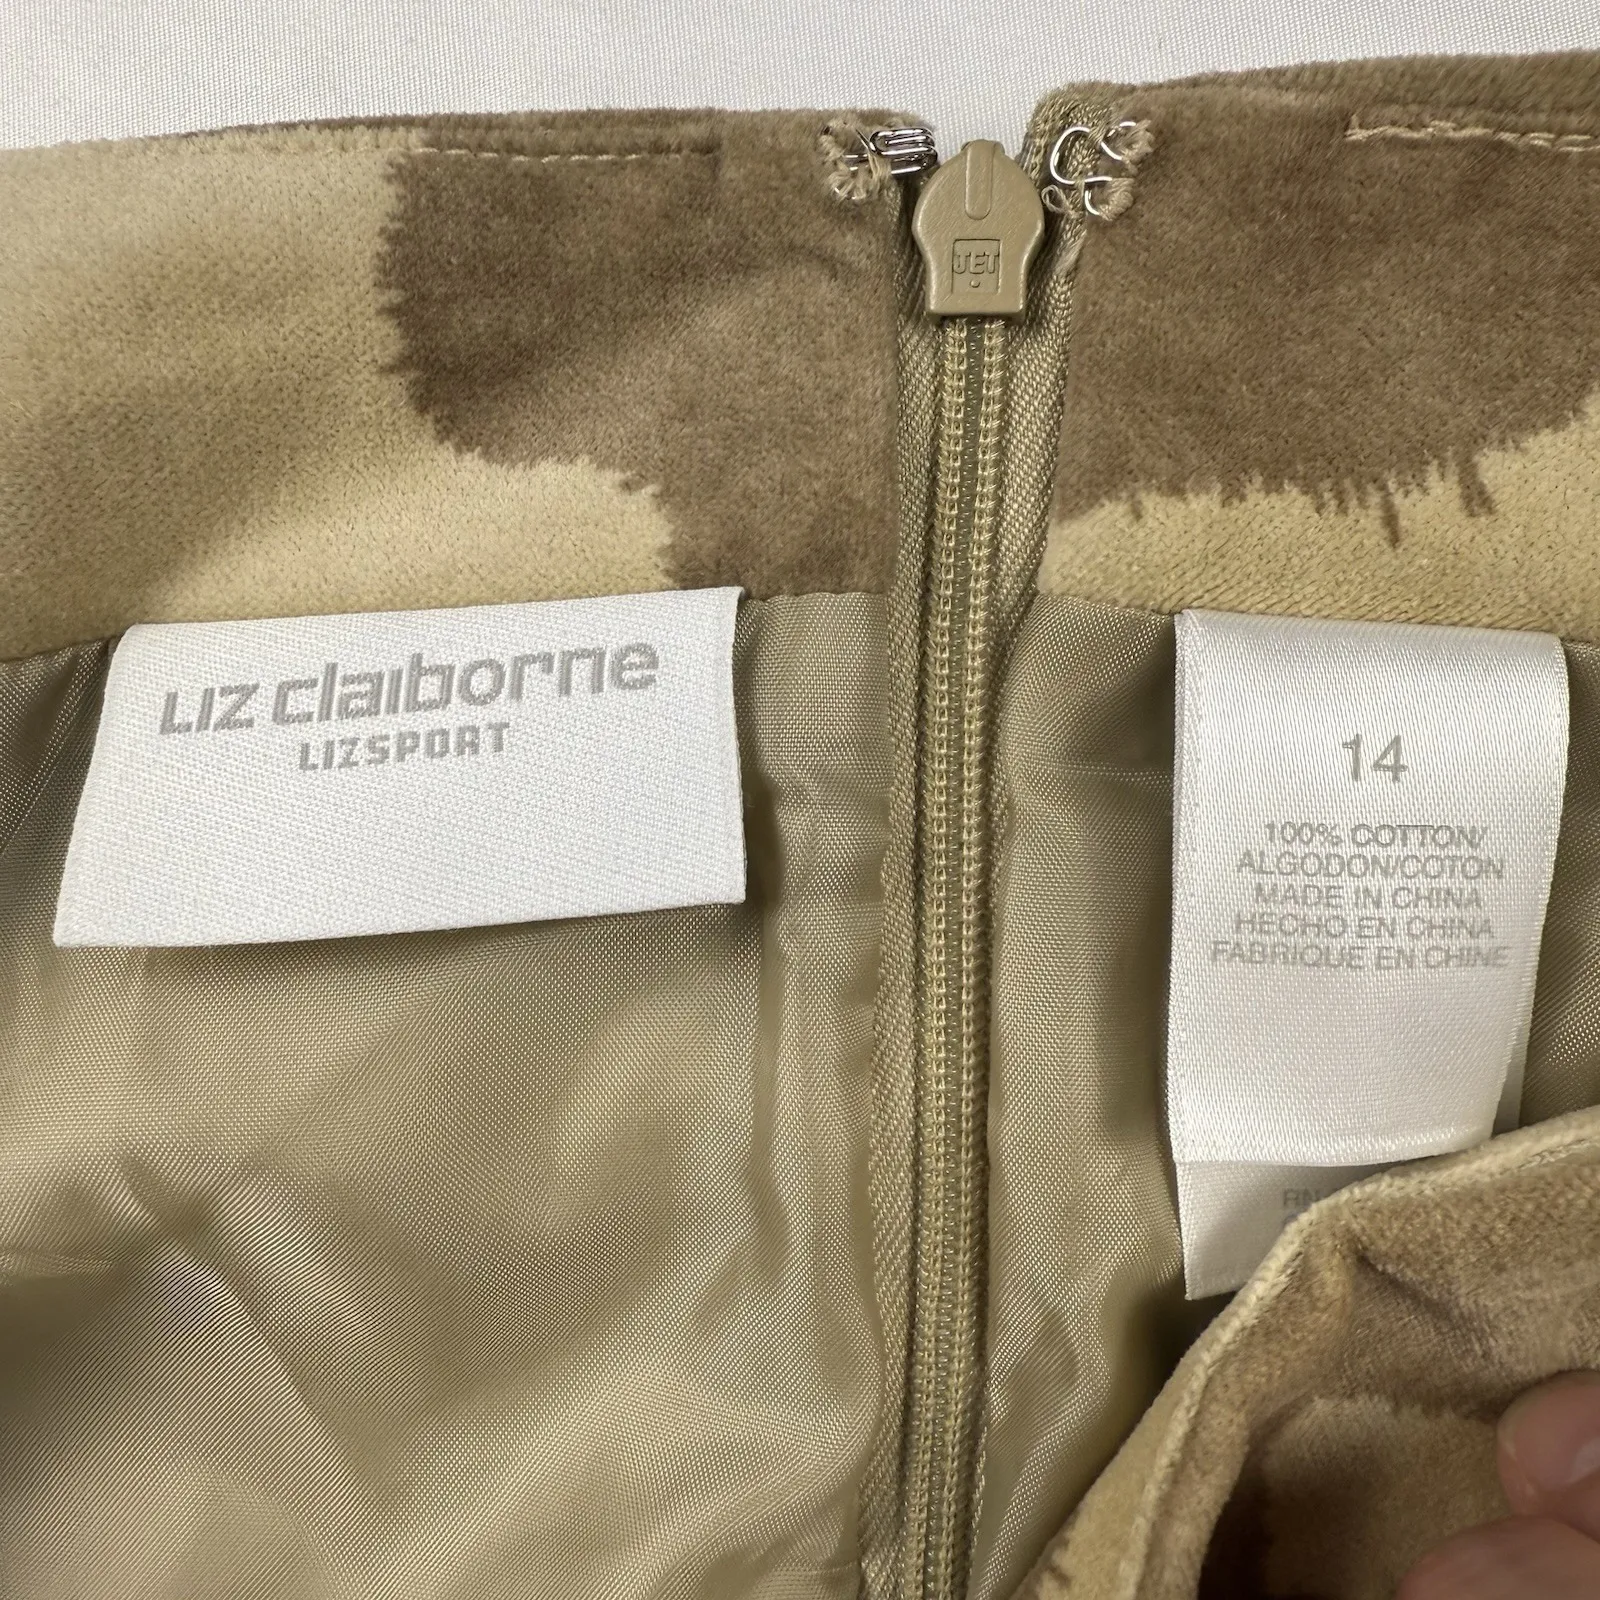 JET
LIZ claiborne
LIZSPORT
14
100% COTTON/
ALGODON/COTON
MADE IN CHINA
HECHO EN CHINA
FABRIQUE EN CHINE